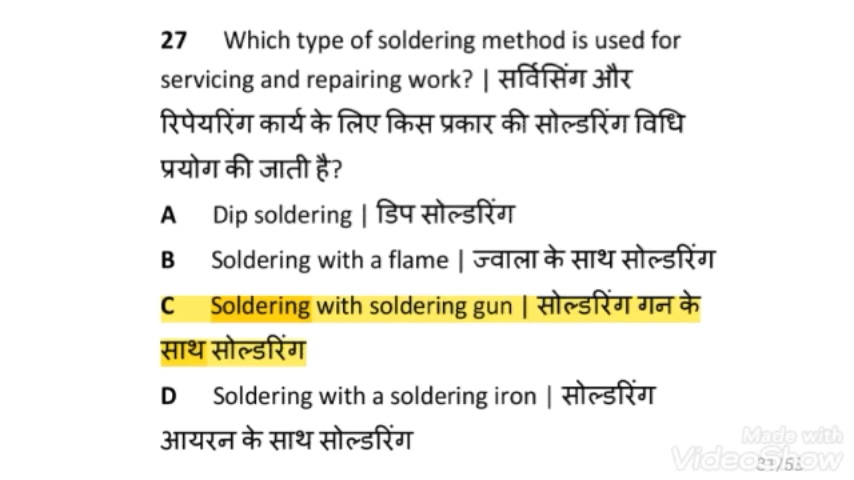 27 Which type of soldering method is used for
servicing and repairing work? | सर्विसिंग और
रिपेयरिंग कार्य के लिए किस प्रकार की सोल्डरिंग विधि
प्रयोग की जाती है?
A Dip soldering | डिप सोल्डरिंग
B Soldering with a flame | ज्वाला के साथ सोल्डरिंग
C Soldering with soldering gun | सोल्डरिंग गन के
साथ सोल्डरिंग
D Soldering with a soldering iron | सोल्डरिंग
आयरन के साथ सोल्डरिंग
Made with
VideoShow